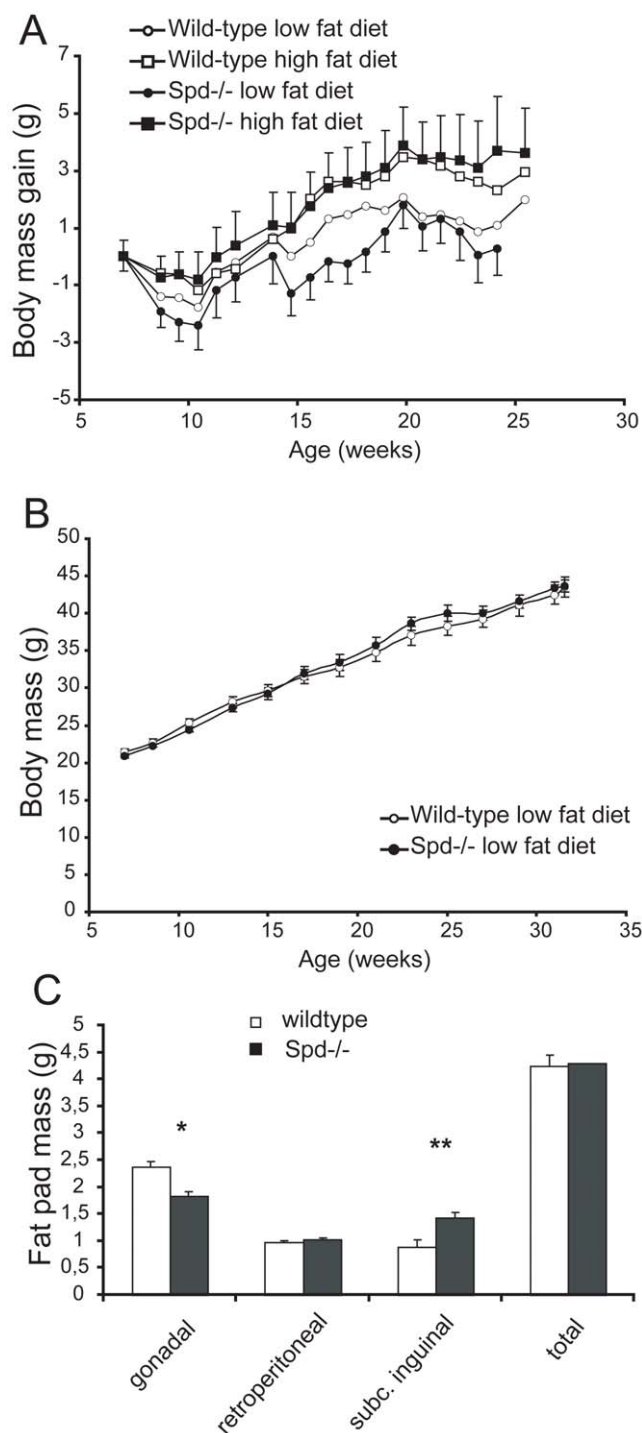 A
Wild-type low fat diet
Wild-type high fat diet
Spd-/- low fat diet
Spd-/- high fat diet
Body mass gain (g)
7
5
3
1
-1
-3
-5
5 10 15 20 25 30
Age (weeks)
B
Body mass (g)
50
45
40
35
30
25
20
15
10
5
0
Wild-type low fat diet
Spd-/- low fat diet
5 10 15 20 25 30 35
Age (weeks)
C
wildtype
Spd-/-
Fat pad mass (g)
5
4,5
4
3,5
3
2,5
2
1,5
1
0,5
0
*
**
gonadal
retroperitoneal
subc. inguinal
total